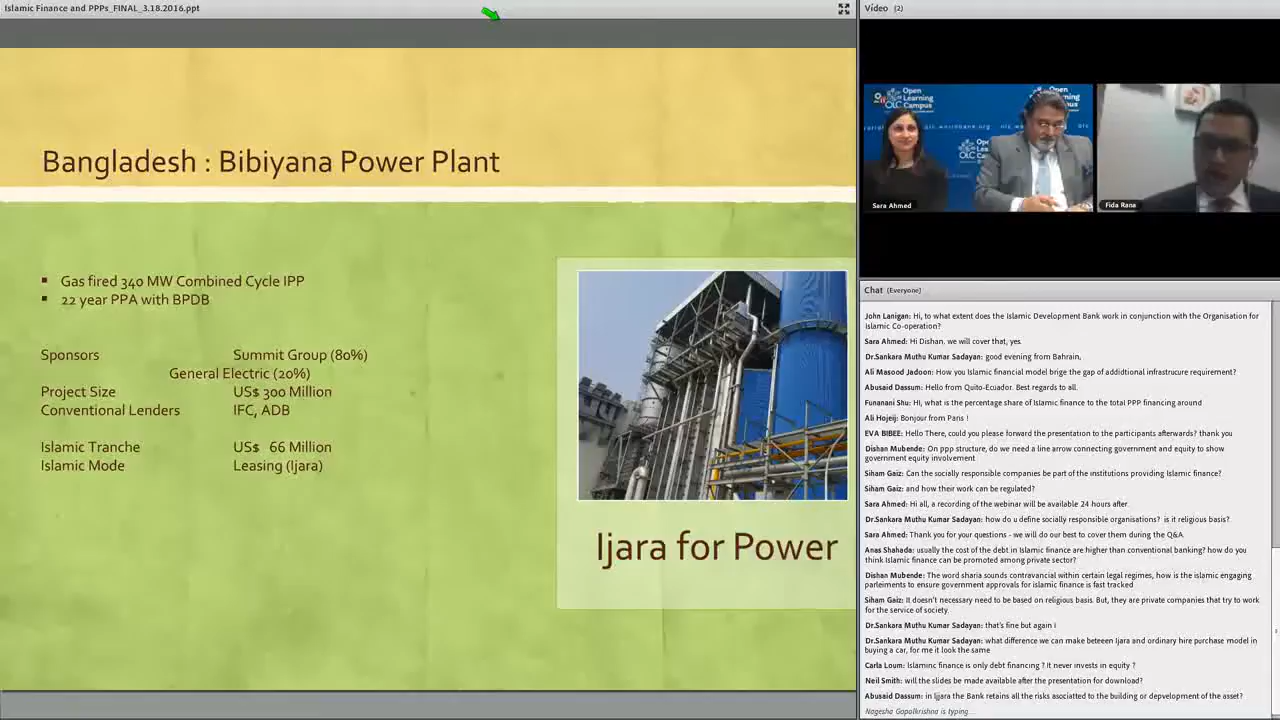 Islamic Finance and PPPs_FINAL_3.18.2016.ppt
Bangladesh : Bibiyana Power Plant
Gas fired 340 MW Combined Cycle IPP
22 year PPA with BPDB
Sponsors Summit Group (80%)
General Electric (20%)
Project Size US$ 300 Million
Conventional Lenders IFC, ADB
Islamic Tranche US$ 66 Million
Islamic Mode Leasing (Ijara)
Ijara for Power
Vídeo (2)
Open Learning Campus
Open Learning Campus
olc.worldbank.org
OLC
Sara Ahmed
Fida Rana
Chat (Everyone)
John Lanigan: Hi, to what extent does the Islamic Development Bank work in conjunction with the Organisation for
Islamic Co-operation?
Sara Ahmed: Hi Dishan, we will cover that, yes.
Dr.Sankara Muthu Kumar Sadayan: good evening from Bahrain,
Ali Masood Jadoon: How you Islamic financial model brige the gap of addidtional infrastrucure requirement?
Abusaid Dassum: Hello from Quito-Ecuador. Best regards to all.
Funanani Shu: HI, what is the percentage share of Islamic finance to the total PPP financing around
Ali Hojeij: Bonjour from Paris !
EVA BIBEE: Hello There, could you please forward the presentation to the participants afterwards? thank you
Dishan Mubende: On ppp structure, do we need a line arrow connecting government and equity to show
government equity involvement
Siham Gaiz: Can the socially responsible companies be part of the institutions providing Islamic finance?
Siham Gaiz: and how their work can be regulated?
Sara Ahmed: Hi all, a recording of the webinar will be available 24 hours after
Dr.Sankara Muthu Kumar Sadayan: how do u define socially responsible organisations? is it religious basis?
Sara Ahmed: Thank you for your questions - we will do our best to cover them during the Q&A
Anas Shahada: usually the cost of the debt in Islamic finance are higher than conventional banking? how do you
think Islamic finance can be promoted among private sector?
Dishan Mubende: The word sharia sounds contravancial within certain legal regimes, how is the islamic engaging
parleiments to ensure government approvals for islamic finance is fast tracked
Siham Gaiz: It doesn't necessary need to be based on religious basis. But, they are private companies that try to work
for the service of society.
Dr.Sankara Muthu Kumar Sadayan: that's fine but again i
Dr.Sankara Muthu Kumar Sadayan: what difference we can make beteen Ijara and ordinary hire purchase model in
buying a car, for me it look the same
Carla Loum: Islaminc finance is only debt financing ? It never invests in equity ?
Neil Smith: will the slides be made available after the presentation for download?
Abusaid Dassum: in Ijjara the Bank retains all the risks asociatted to the building or depvelopment of the asset?
Nagesha Gopalkrishna is typing...